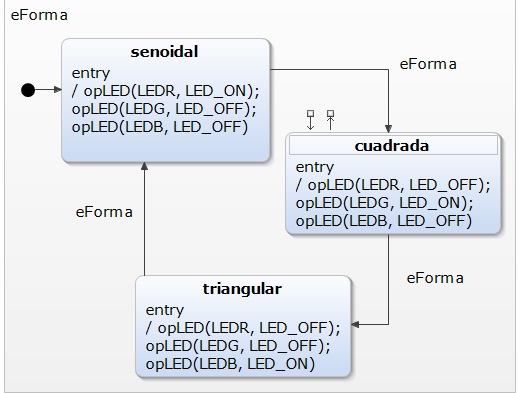 eForma
senoidal
entry
/ opLED(LEDR, LED_ON);
opLED(LEDG, LED_OFF);
opLED(LEDB, LED_OFF)
eForma
cuadrada
entry
/ opLED(LEDR, LED_OFF);
opLED(LEDG, LED_ON);
opLED(LEDB, LED_OFF)
eForma
eForma
triangular
entry
/ opLED(LEDR, LED_OFF);
opLED(LEDG, LED_OFF);
opLED(LEDB, LED_ON)